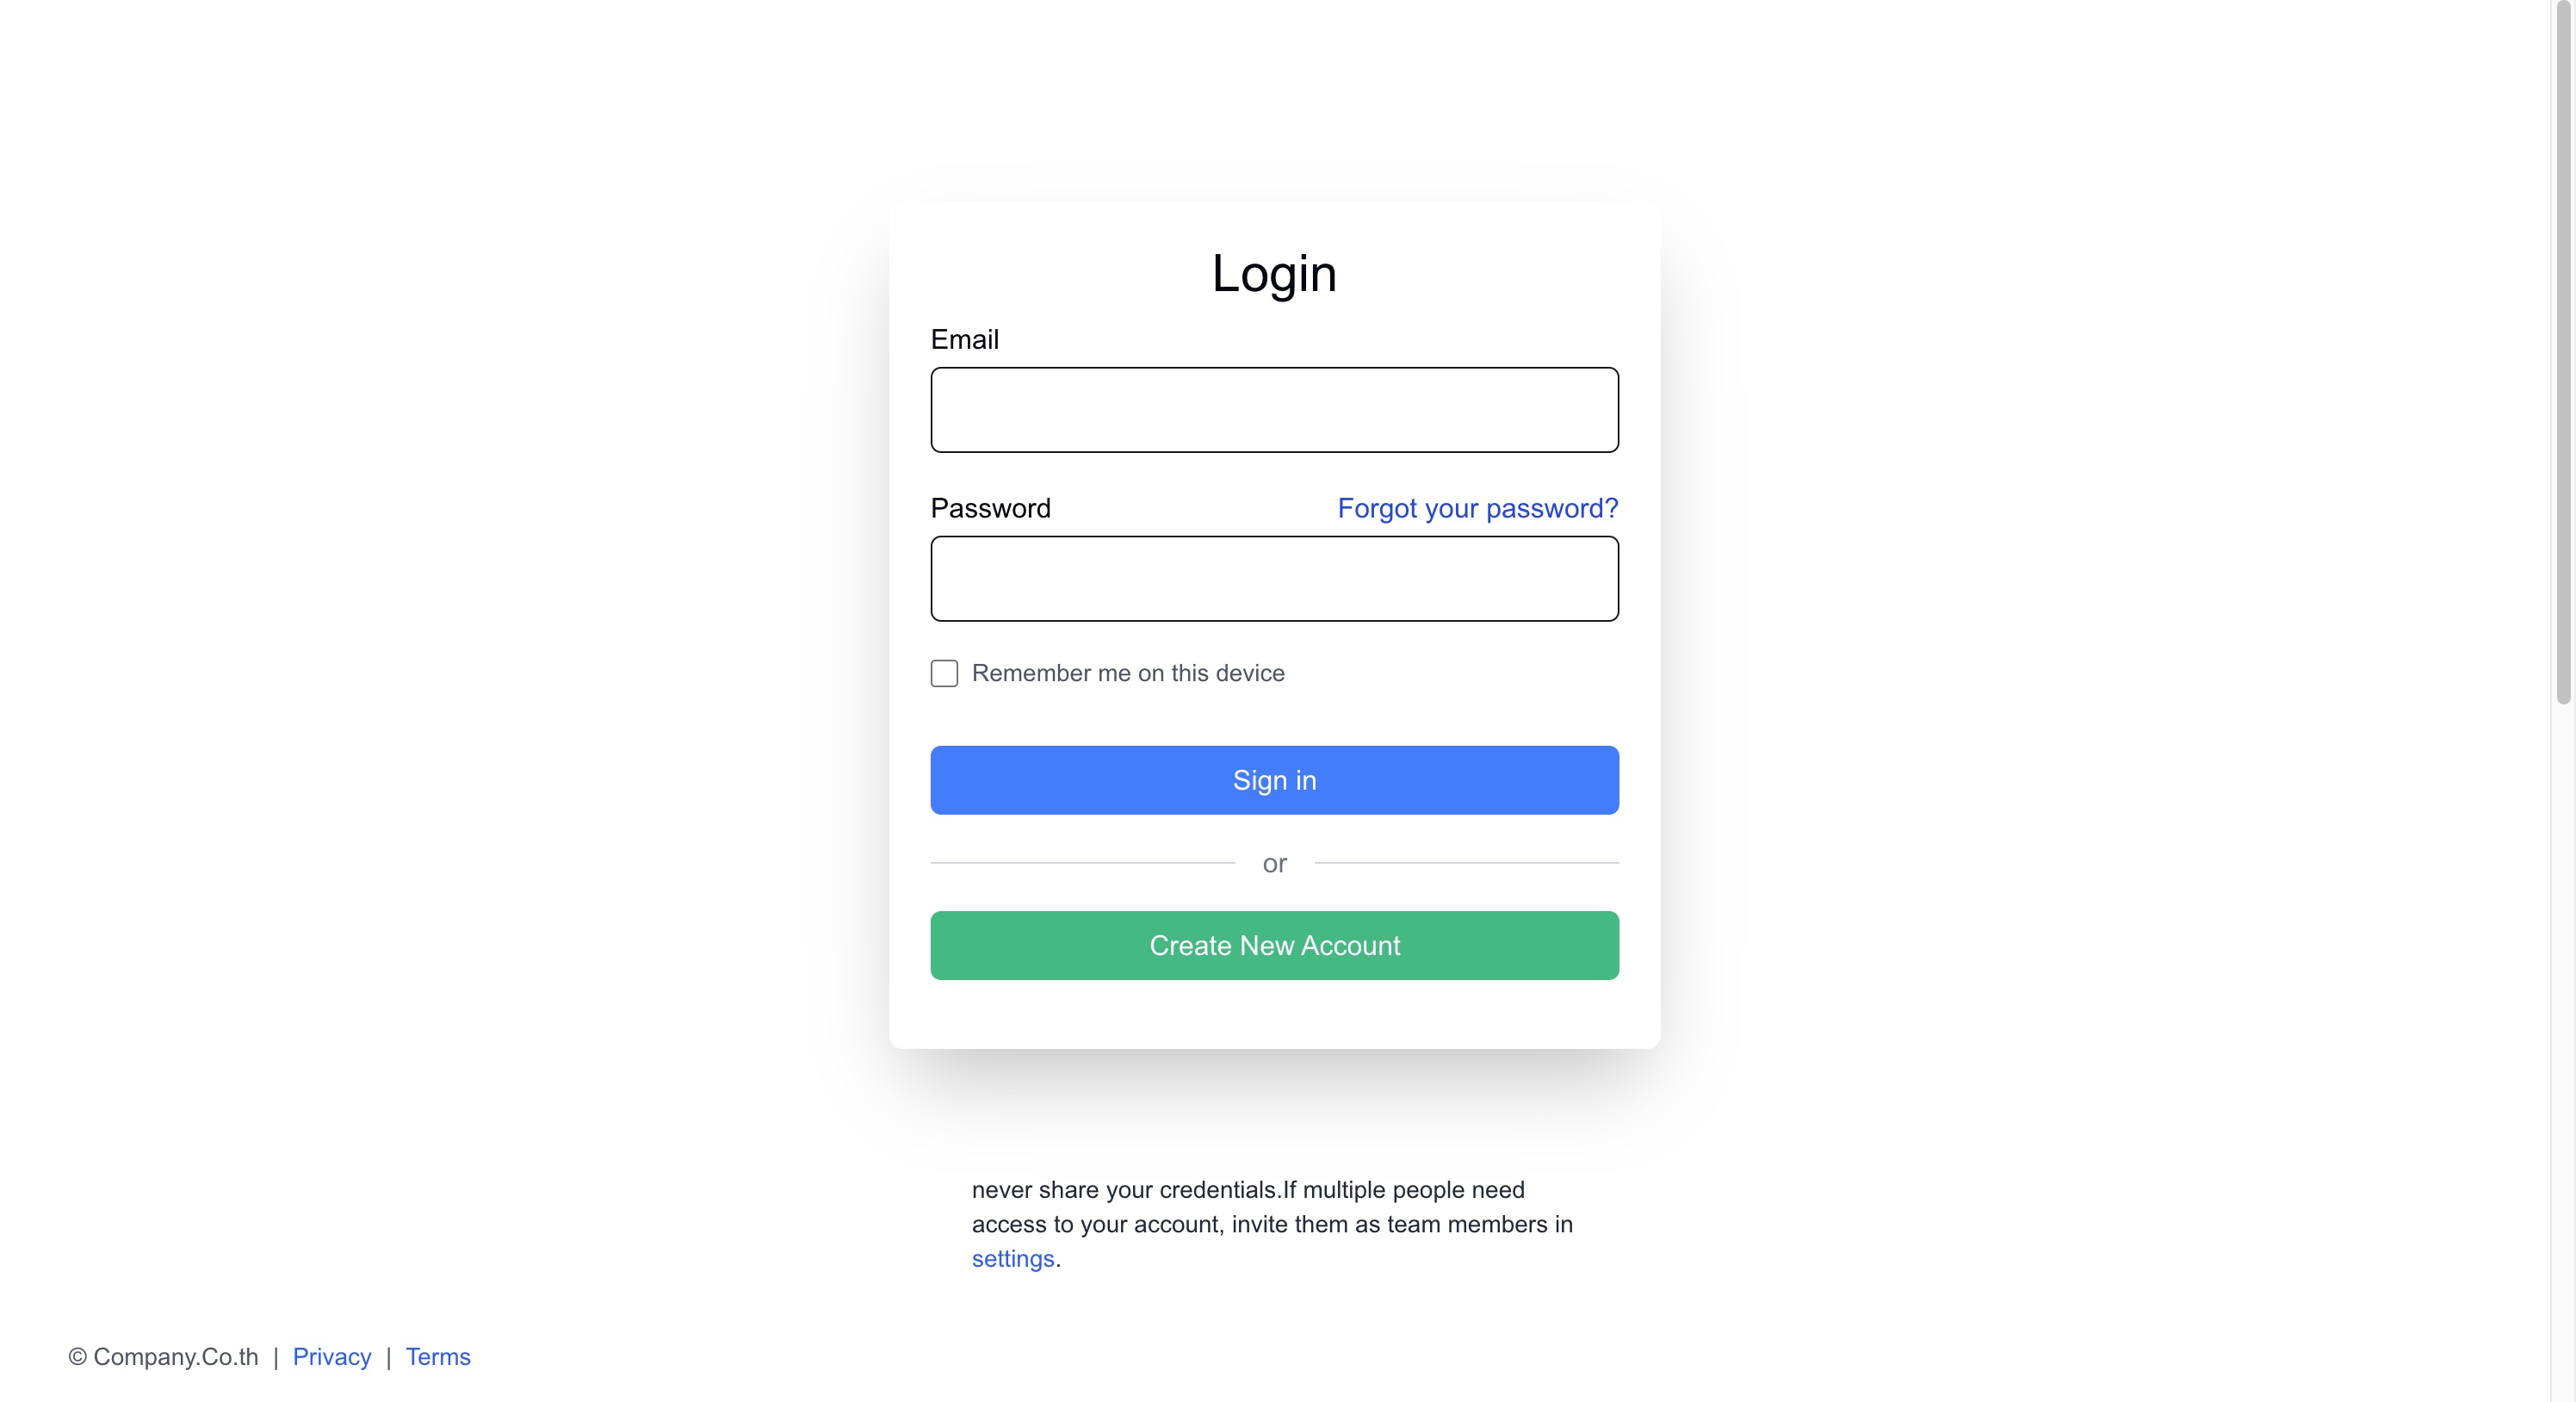 Login
Email
Password Forgot your password?
Remember me on this device
Sign in
or
Create New Account
never share your credentials.If multiple people need
access to your account, invite them as team members in
settings.
© Company.Co.th | Privacy | Terms